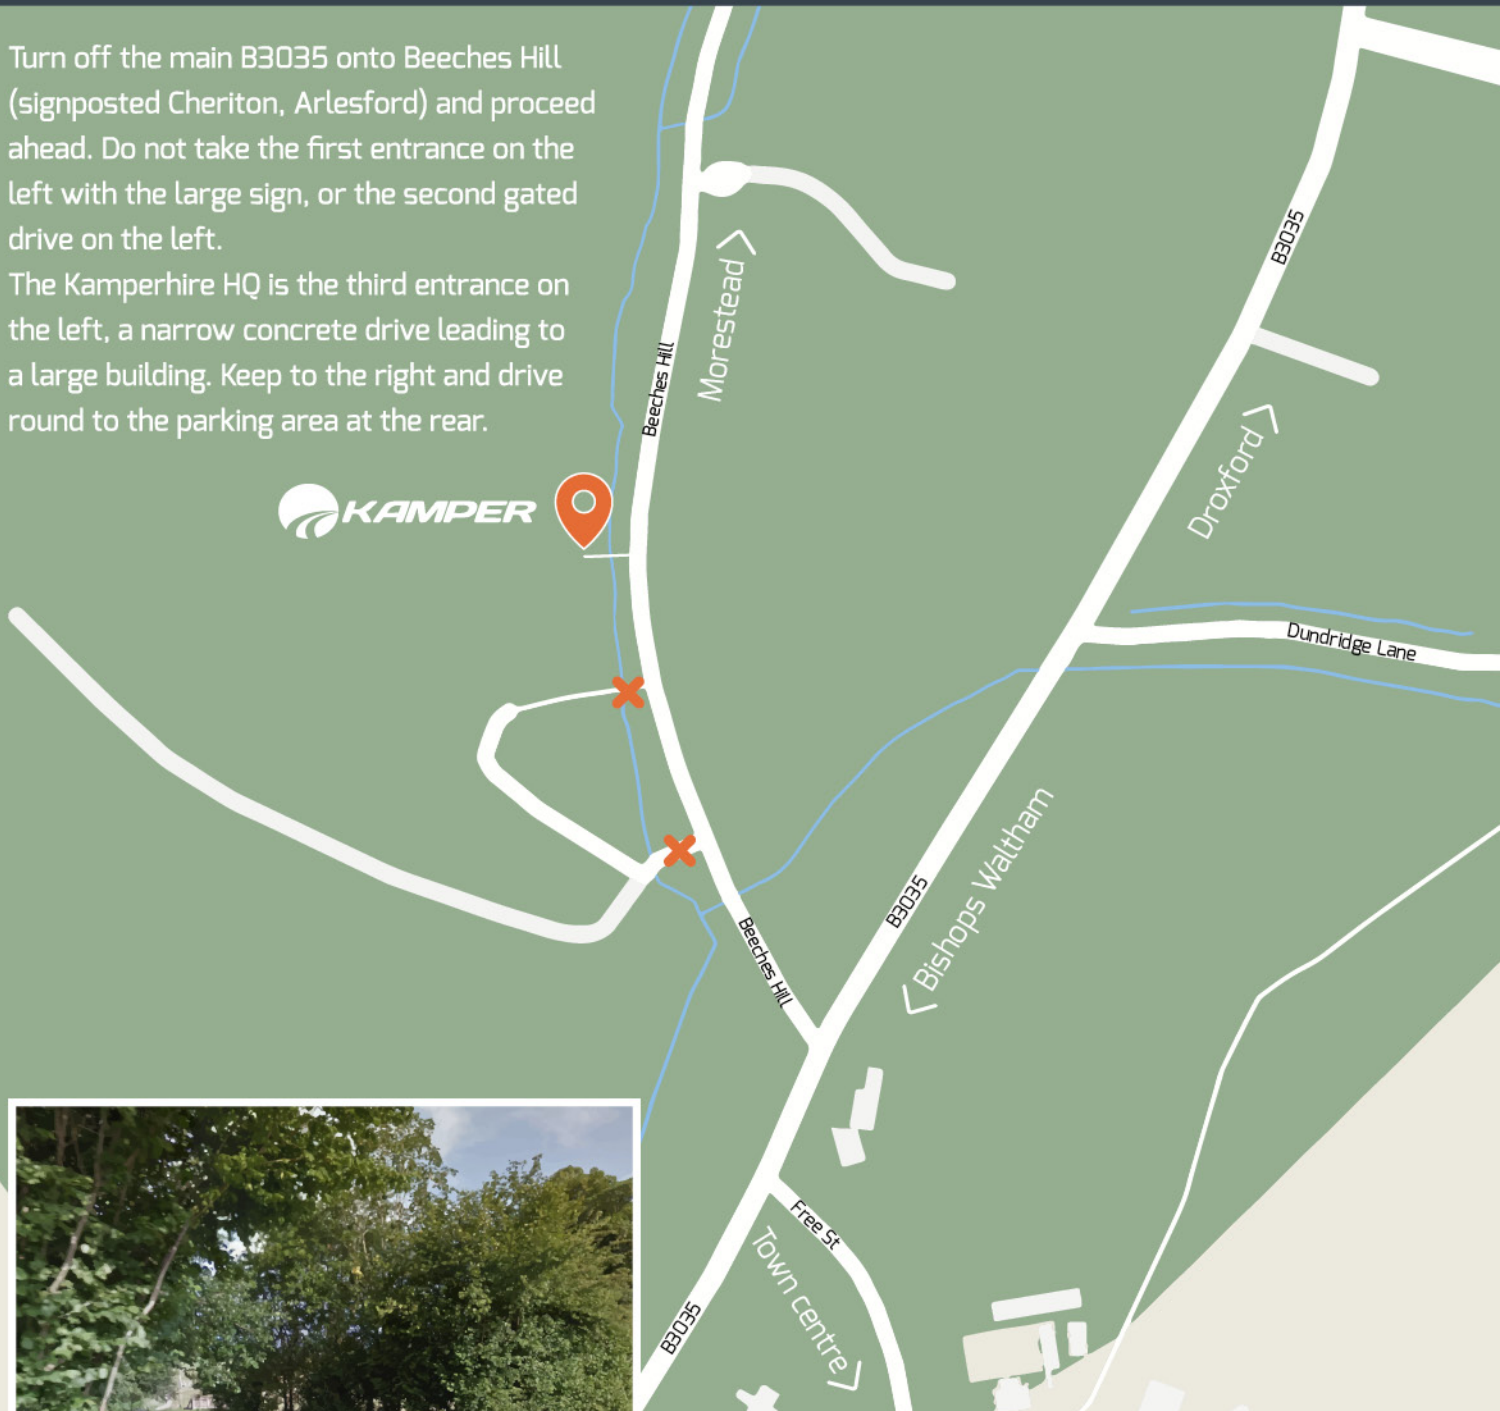 Turn off the main B3035 onto Beeches Hill
(signposted Cheriton, Arlesford) and proceed
ahead. Do not take the first entrance on the
left with the large sign, or the second gated
drive on the left.
The Kamperhire HQ is the third entrance on
the left, a narrow concrete drive leading to
a large building. Keep to the right and drive
round to the parking area at the rear.
B3035
Morestead
Beeches Hill
KAMPER
Droxford
Dundridge Lane
Bishops Waltham
B3035
Beeches Hill
Free St
Town centre
B3035